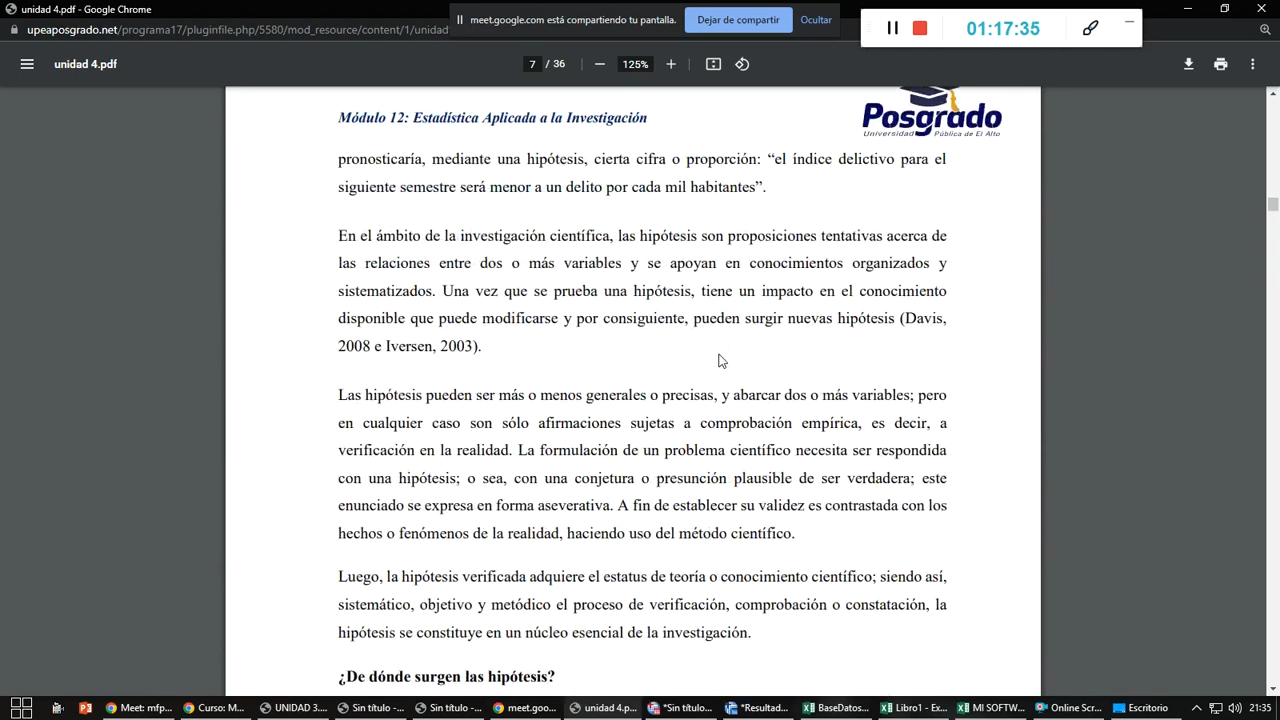 unidad 4.pdf - Google Chrome
meet.google.com está compartiendo tu pantalla.
Dejar de compartir
Ocultar
01:17:35
unidad 4.pdf
7 / 36
125%
Módulo 12: Estadística Aplicada a la Investigación
Posgrado
Universidad Pública de El Alto
pronosticaría, mediante una hipótesis, cierta cifra o proporción: “el índice delictivo para el
siguiente semestre será menor a un delito por cada mil habitantes”.
En el ámbito de la investigación científica, las hipótesis son proposiciones tentativas acerca de
las relaciones entre dos o más variables y se apoyan en conocimientos organizados y
sistematizados. Una vez que se prueba una hipótesis, tiene un impacto en el conocimiento
disponible que puede modificarse y por consiguiente, pueden surgir nuevas hipótesis (Davis,
2008 e Iversen, 2003).
Las hipótesis pueden ser más o menos generales o precisas, y abarcar dos o más variables; pero
en cualquier caso son sólo afirmaciones sujetas a comprobación empírica, es decir, a
verificación en la realidad. La formulación de un problema científico necesita ser respondida
con una hipótesis; o sea, con una conjetura o presunción plausible de ser verdadera; este
enunciado se expresa en forma aseverativa. A fin de establecer su validez es contrastada con los
hechos o fenómenos de la realidad, haciendo uso del método científico.
Luego, la hipótesis verificada adquiere el estatus de teoría o conocimiento científico; siendo así,
sistemático, objetivo y metódico el proceso de verificación, comprobación o constatación, la
hipótesis se constituye en un núcleo esencial de la investigación.
¿De dónde surgen las hipótesis?
Meet: mfp...
Curso: M...
UNIDAD 3...
Sin título -...
Sin título -...
meet.goo...
unidad 4.p...
*Sin título...
*Resultad...
BaseDatos...
Libro1 - Ex...
MI SOFTW...
Online Scr...
Escritorio
21:35